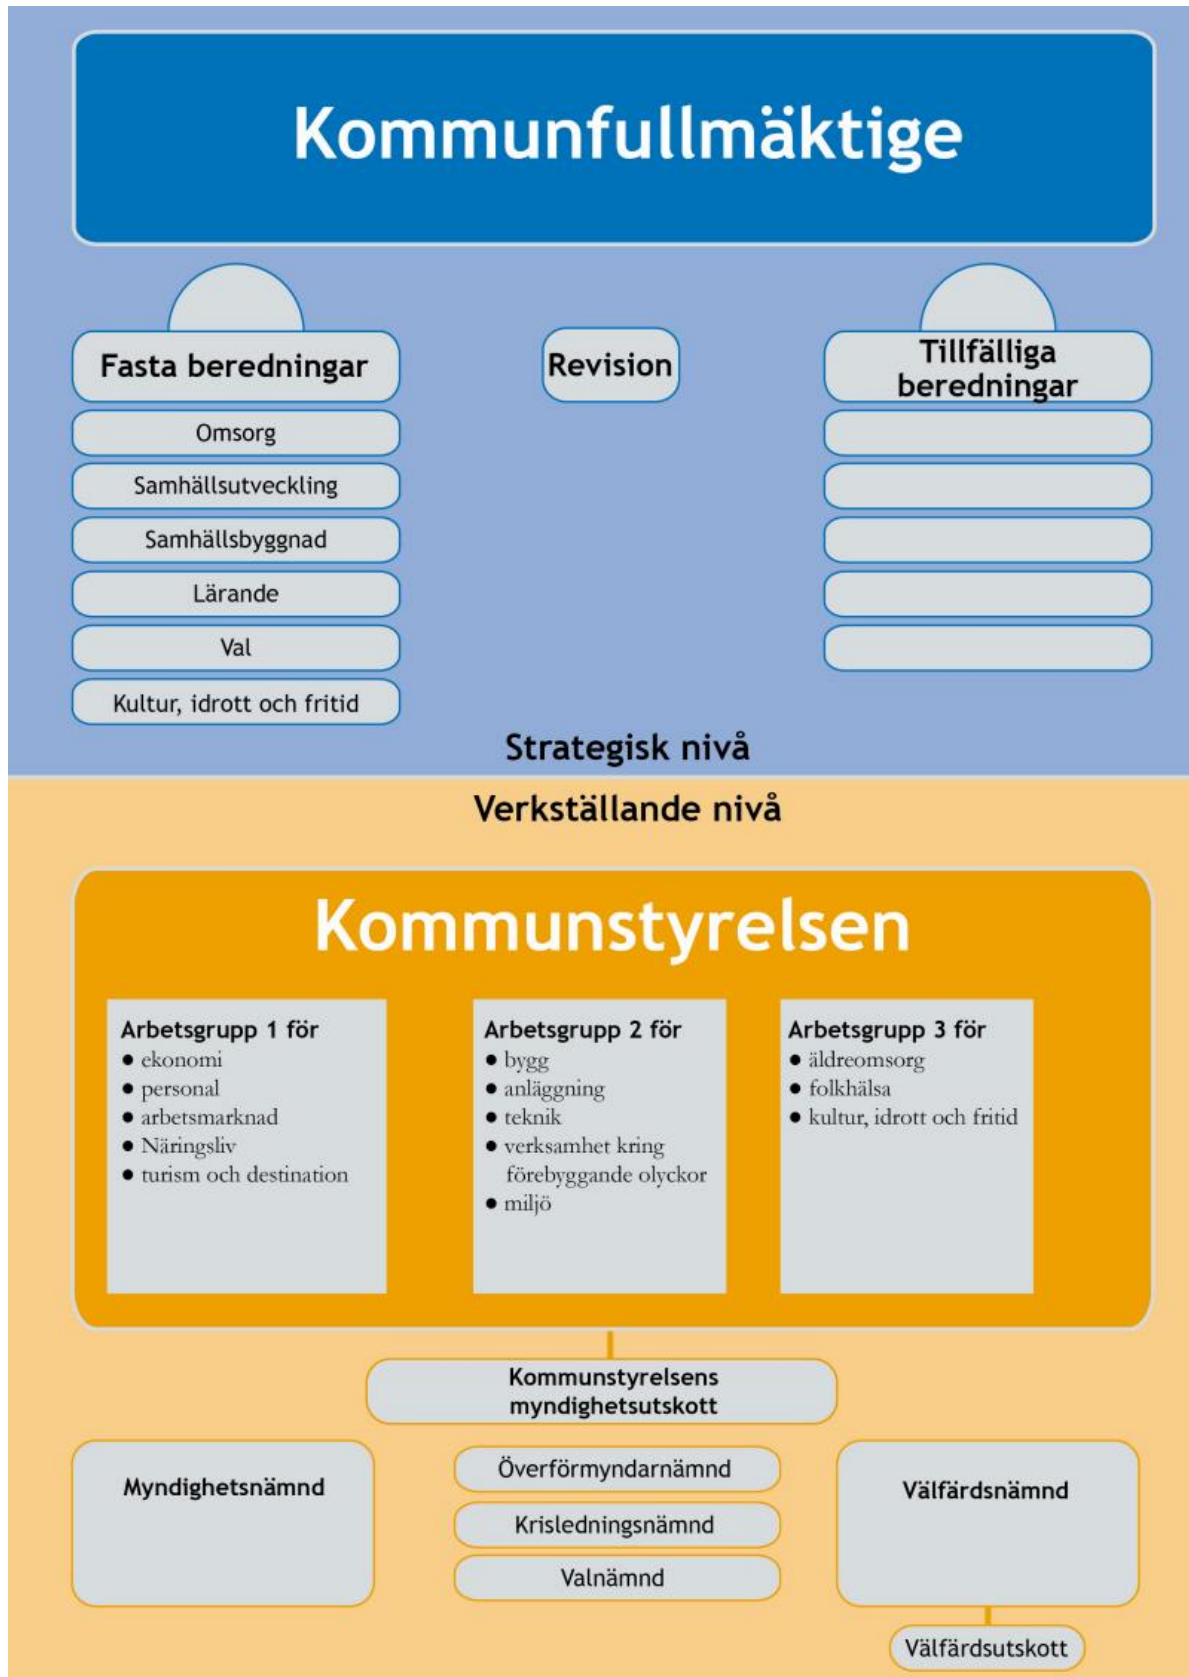 Kommunfullmäktige
Fasta beredningar
Omsorg
Samhällsutveckling
Samhällsbyggnad
Lärande
Val
Kultur, idrott och fritid
Revision
Tillfälliga
beredningar
Strategisk nivå
Verkställande nivå
Kommunstyrelsen
Arbetsgrupp 1 för
● ekonomi
● personal
● arbetsmarknad
● Näringsliv
● turism och destination
Arbetsgrupp 2 för
● bygg
● anläggning
● teknik
● verksamhet kring
förebyggande olyckor
● miljö
Arbetsgrupp 3 för
● äldreomsorg
● folkhälsa
● kultur, idrott och fritid
Kommunstyrelsens
myndighetsutskott
Myndighetsnämnd
Överförmyndarnämnd
Krisledningsnämnd
Valnämnd
Välfärdsnämnd
Välfärdsutskott